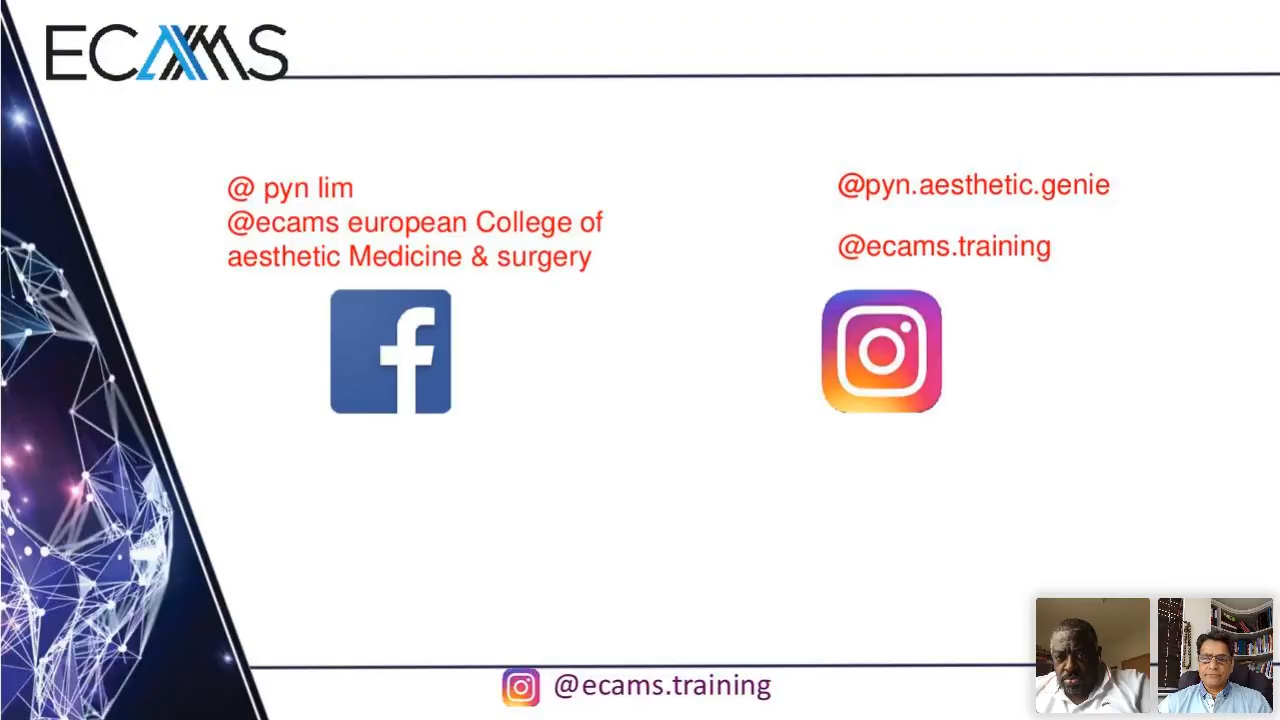 ECAMS
@ pyn lim
@ecams european College of
aesthetic Medicine & surgery
@pyn.aesthetic.genie
@ecams.training
@ecams.training